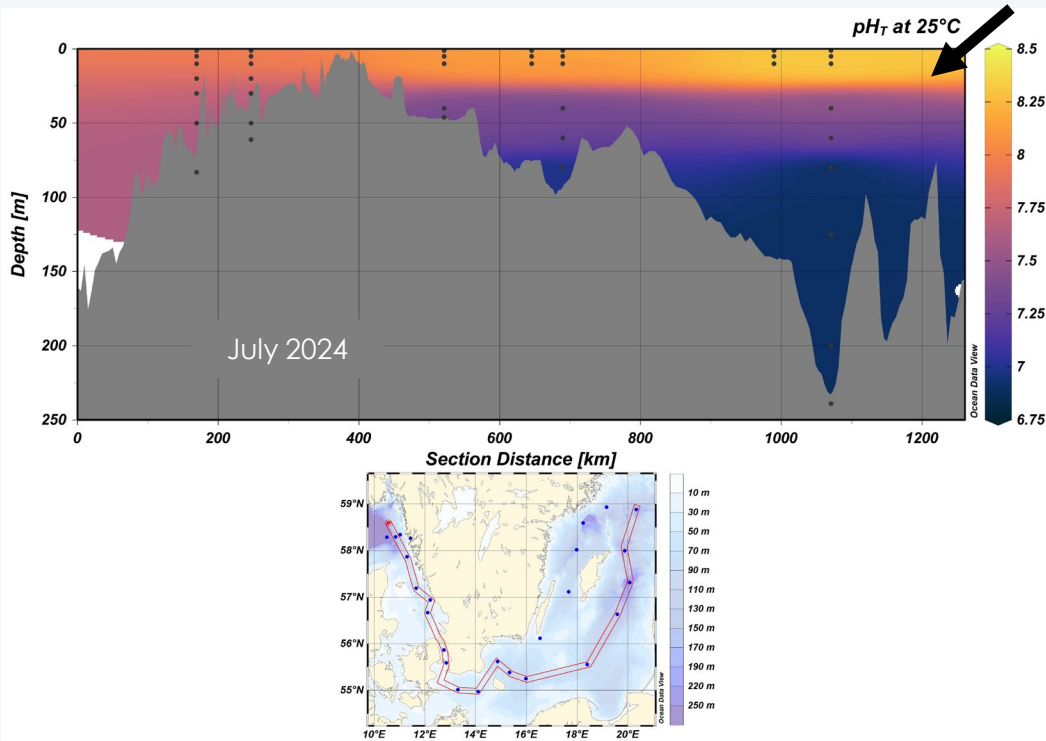 pH_T at 25°C
0
50
100
150
200
250
Depth [m]
July 2024
8.5
8.25
8
7.75
7.5
7.25
7
6.75
Ocean Data View
0 200 400 600 800 1000 1200
Section Distance [km]
59°N
58°N
57°N
56°N
55°N
10°E 12°E 14°E 16°E 18°E 20°E
10 m
30 m
50 m
70 m
90 m
110 m
130 m
150 m
170 m
190 m
220 m
250 m
Ocean Data View